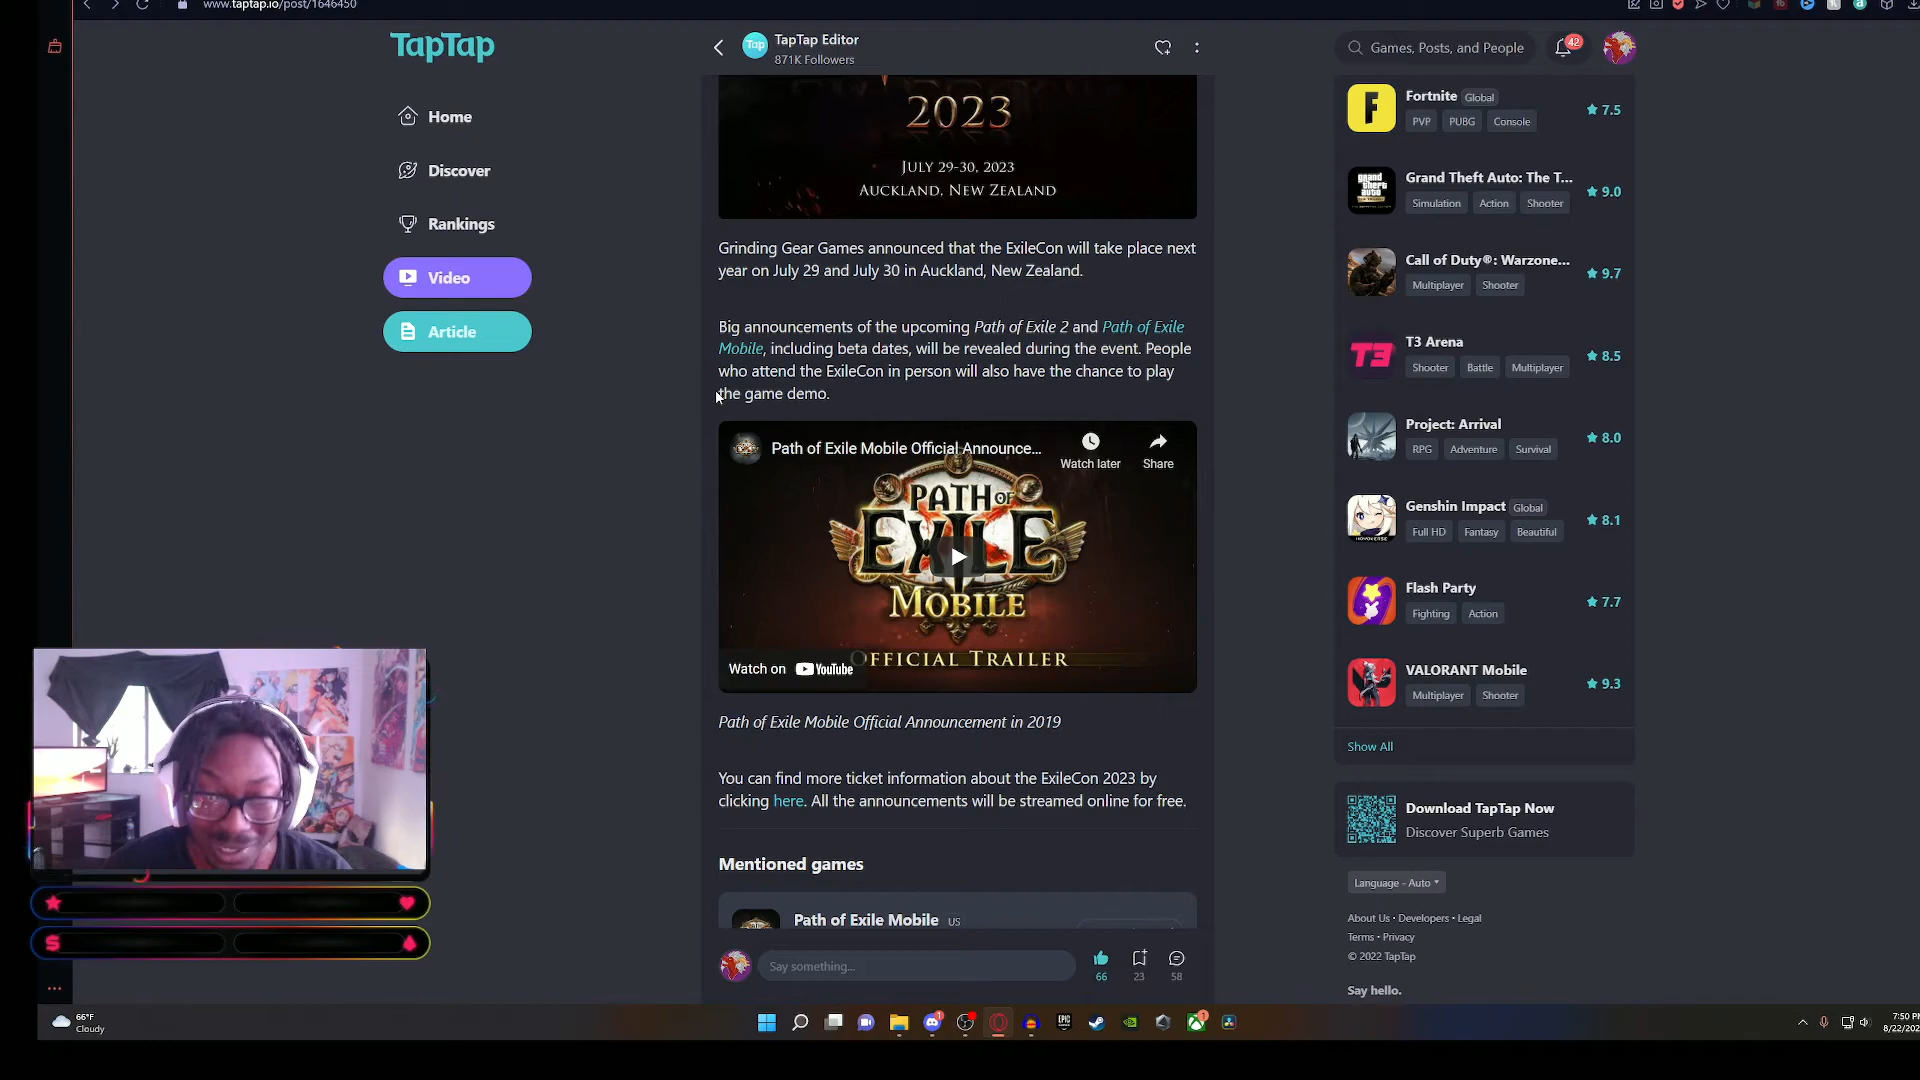 www.taptap.io/post/1646450
TapTap
Home
Discover
Rankings
Video
Article
Tap
TapTap Editor
871K Followers
2023
JULY 29-30, 2023
AUCKLAND, NEW ZEALAND
Grinding Gear Games announced that the ExileCon will take place next
year on July 29 and July 30 in Auckland, New Zealand.
Big announcements of the upcoming Path of Exile 2 and Path of Exile
Mobile, including beta dates, will be revealed during the event. People
who attend the ExileCon in person will also have the chance to play
the game demo.
Path of Exile Mobile Official Announce...
Watch later
Share
PATH OF
EXILE
MOBILE
OFFICIAL TRAILER
Watch on YouTube
Path of Exile Mobile Official Announcement in 2019
You can find more ticket information about the ExileCon 2023 by
clicking here. All the announcements will be streamed online for free.
Mentioned games
Path of Exile Mobile US
Say something...
66
23
58
Games, Posts, and People
42
Fortnite Global
7.5
PVP PUBG Console
grand theft auto
Grand Theft Auto: The T...
9.0
Simulation Action Shooter
Call of Duty®: Warzone...
9.7
Multiplayer Shooter
T3
T3 Arena
8.5
Shooter Battle Multiplayer
Project: Arrival
8.0
RPG Adventure Survival
Genshin Impact Global
8.1
Full HD Fantasy Beautiful
Flash Party
7.7
Fighting Action
VALORANT Mobile
9.3
Multiplayer Shooter
Show All
Download TapTap Now
Discover Superb Games
Language - Auto
About Us • Developers • Legal
Terms • Privacy
© 2022 TapTap
Say hello.
66°F
Cloudy
EPIC
1
1
7:50 PM
8/22/202